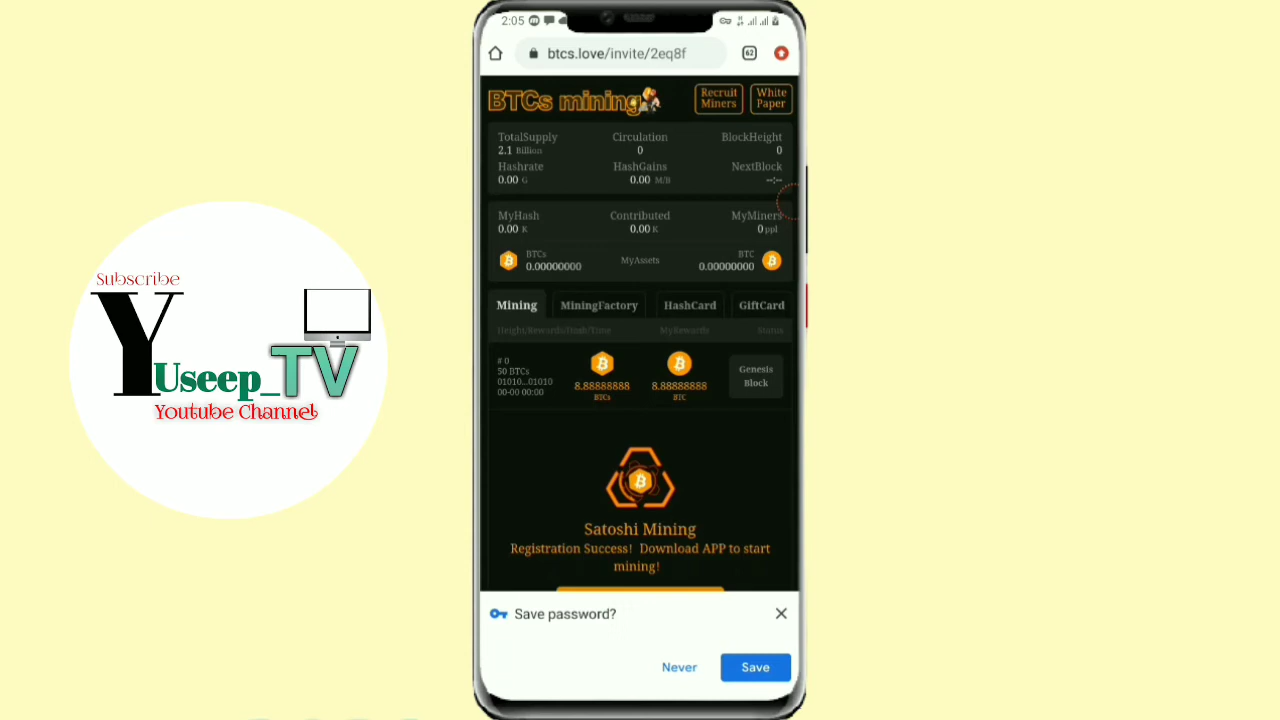 Subscribe
Y
Useep_TV
Youtube Channel
2:05
btcs.love/invite/2eq8f
62
BTCs mining
Recruit Miners
White Paper
TotalSupply Circulation BlockHeight
2.1 Billion 0 0
Hashrate HashGains NextBlock
0.00 G 0.00 M/B --:--
MyHash Contributed MyMiners
0.00 K 0.00 K 0 ppl
BTCs MyAssets BTC
0.00000000 0.00000000
Mining MiningFactory HashCard GiftCard
Height/Rewards/Hash/Time MyRewards Status
# 0
50 BTCs
01010...01010
00-00 00:00
8.88888888
BTCs
8.88888888
BTC
Genesis
Block
Satoshi Mining
Registration Success! Download APP to start
mining!
Save password?
Never Save